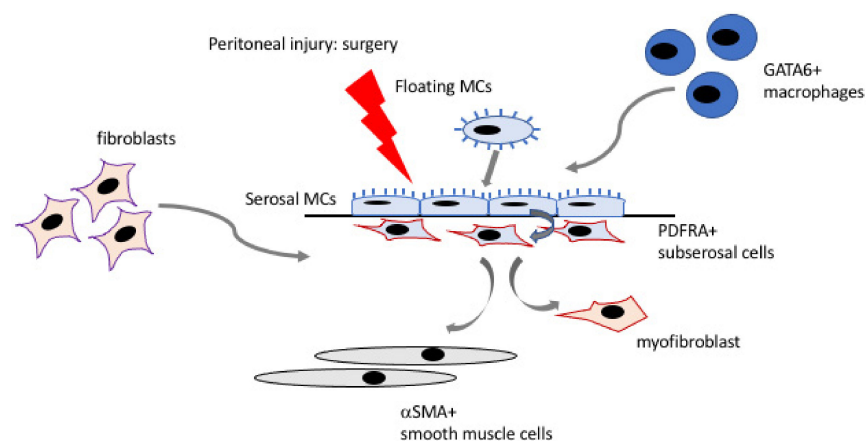 Peritoneal injury: surgery
Floating MCs
GATA6+
macrophages
fibroblasts
Serosal MCs
PDFRA+
subserosal cells
myofibroblast
αSMA+
smooth muscle cells